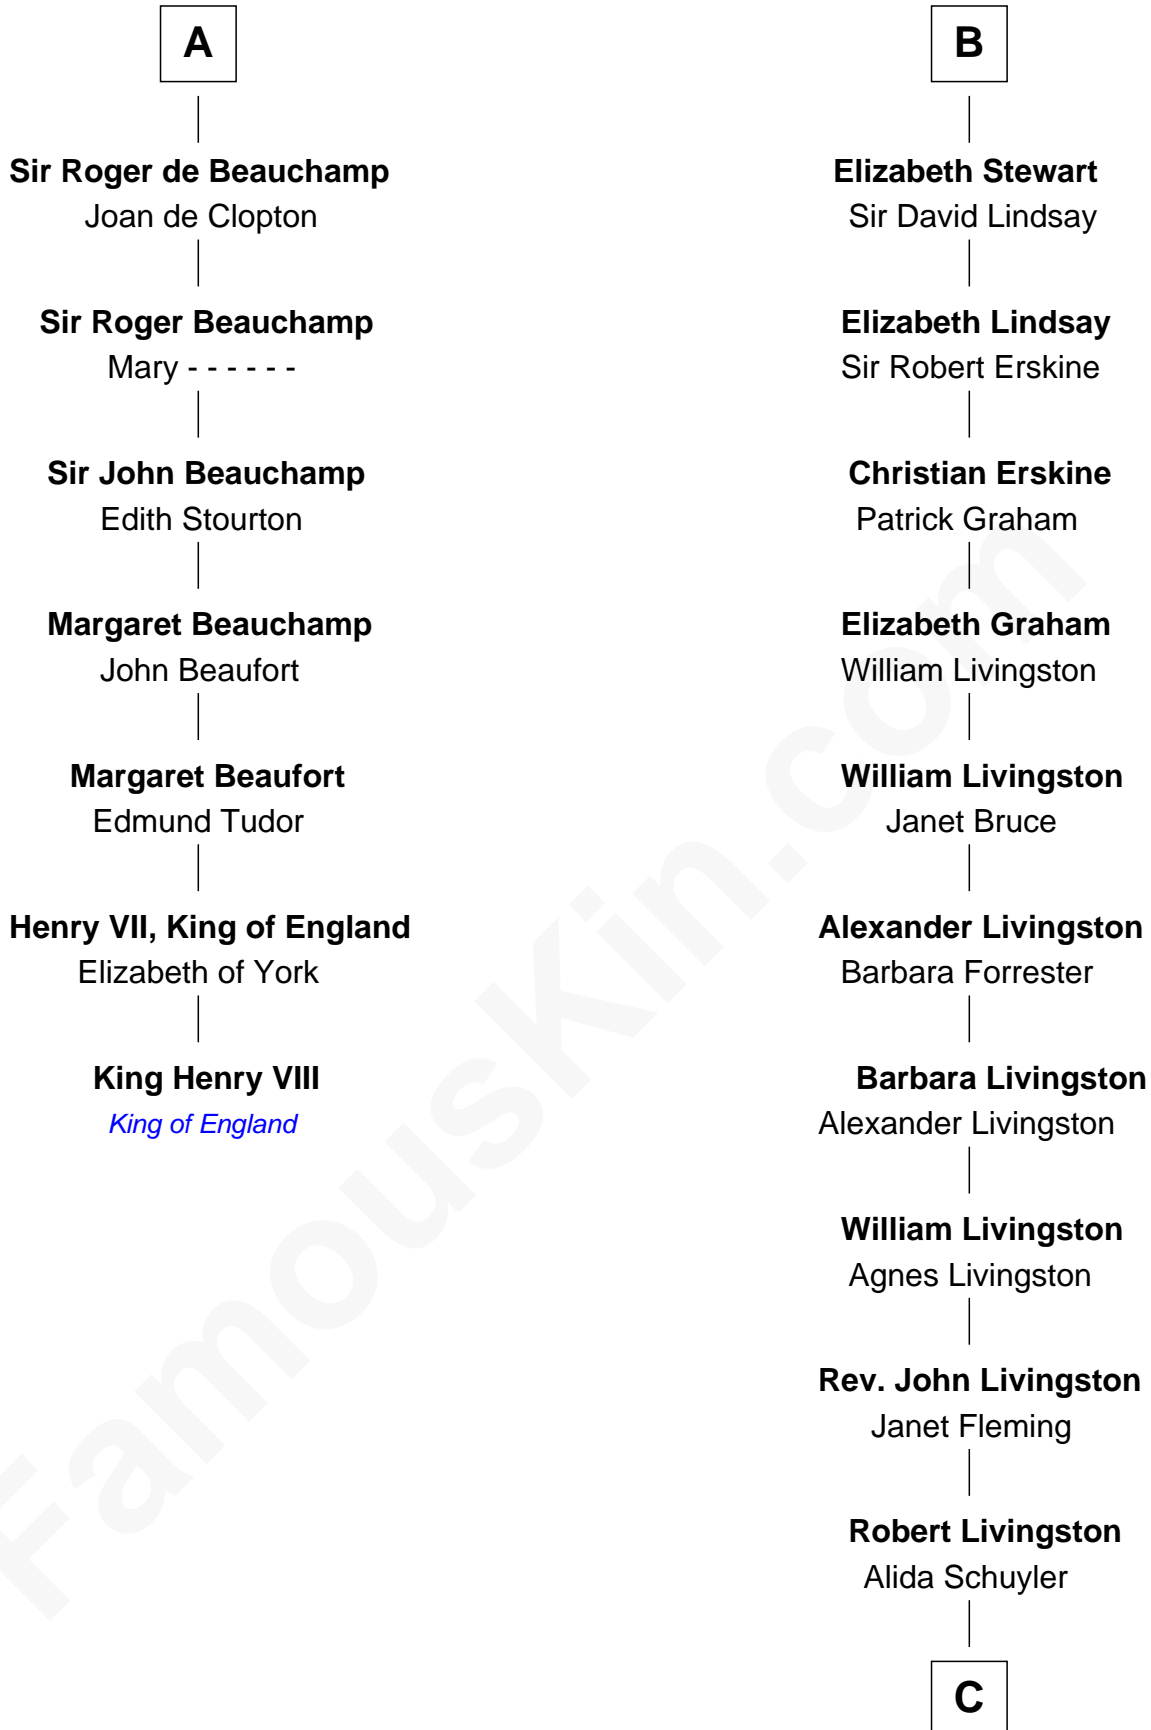 A
Sir Roger de Beauchamp
Joan de Clopton
Sir Roger Beauchamp
Mary - - - - - -
Sir John Beauchamp
Edith Stourton
Margaret Beauchamp
John Beaufort
Margaret Beaufort
Edmund Tudor
Henry VII, King of England
Elizabeth of York
King Henry VIII
King of England
B
Elizabeth Stewart
Sir David Lindsay
Elizabeth Lindsay
Sir Robert Erskine
Christian Erskine
Patrick Graham
Elizabeth Graham
William Livingston
William Livingston
Janet Bruce
Alexander Livingston
Barbara Forrester
Barbara Livingston
Alexander Livingston
William Livingston
Agnes Livingston
Rev. John Livingston
Janet Fleming
Robert Livingston
Alida Schuyler
C
FamousKin.com